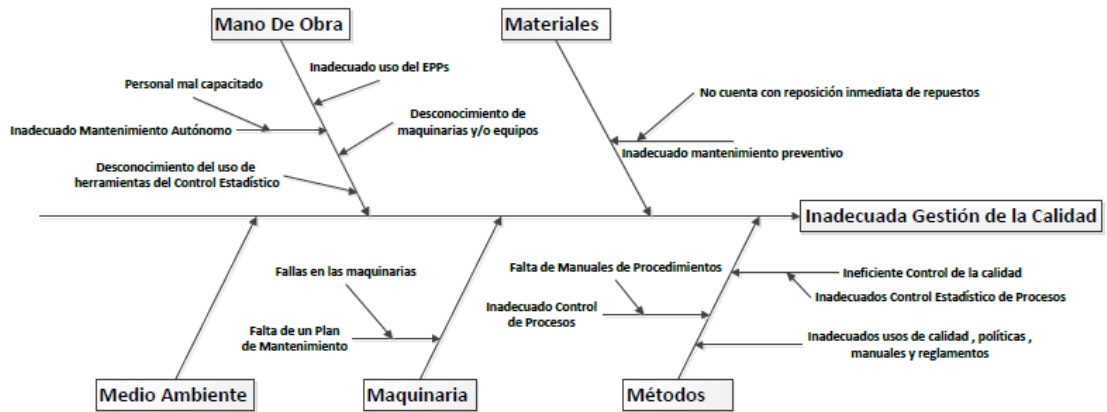 Mano De Obra
Materiales
Inadecuado uso del EPPs
Personal mal capacitado
No cuenta con reposición inmediata de repuestos
Desconocimiento de
maquinarias y/o equipos
Inadecuado Mantenimiento Autónomo
Inadecuado mantenimiento preventivo
Desconocimiento del uso de
herramientas del Control Estadístico
Inadecuada Gestión de la Calidad
Fallas en las maquinarias
Falta de Manuales de Procedimientos
Ineficiente Control de la calidad
Inadecuados Control Estadístico de Procesos
Inadecuado Control
de Procesos
Falta de un Plan
de Mantenimiento
Inadecuados usos de calidad , políticas ,
manuales y reglamentos
Medio Ambiente
Maquinaria
Métodos